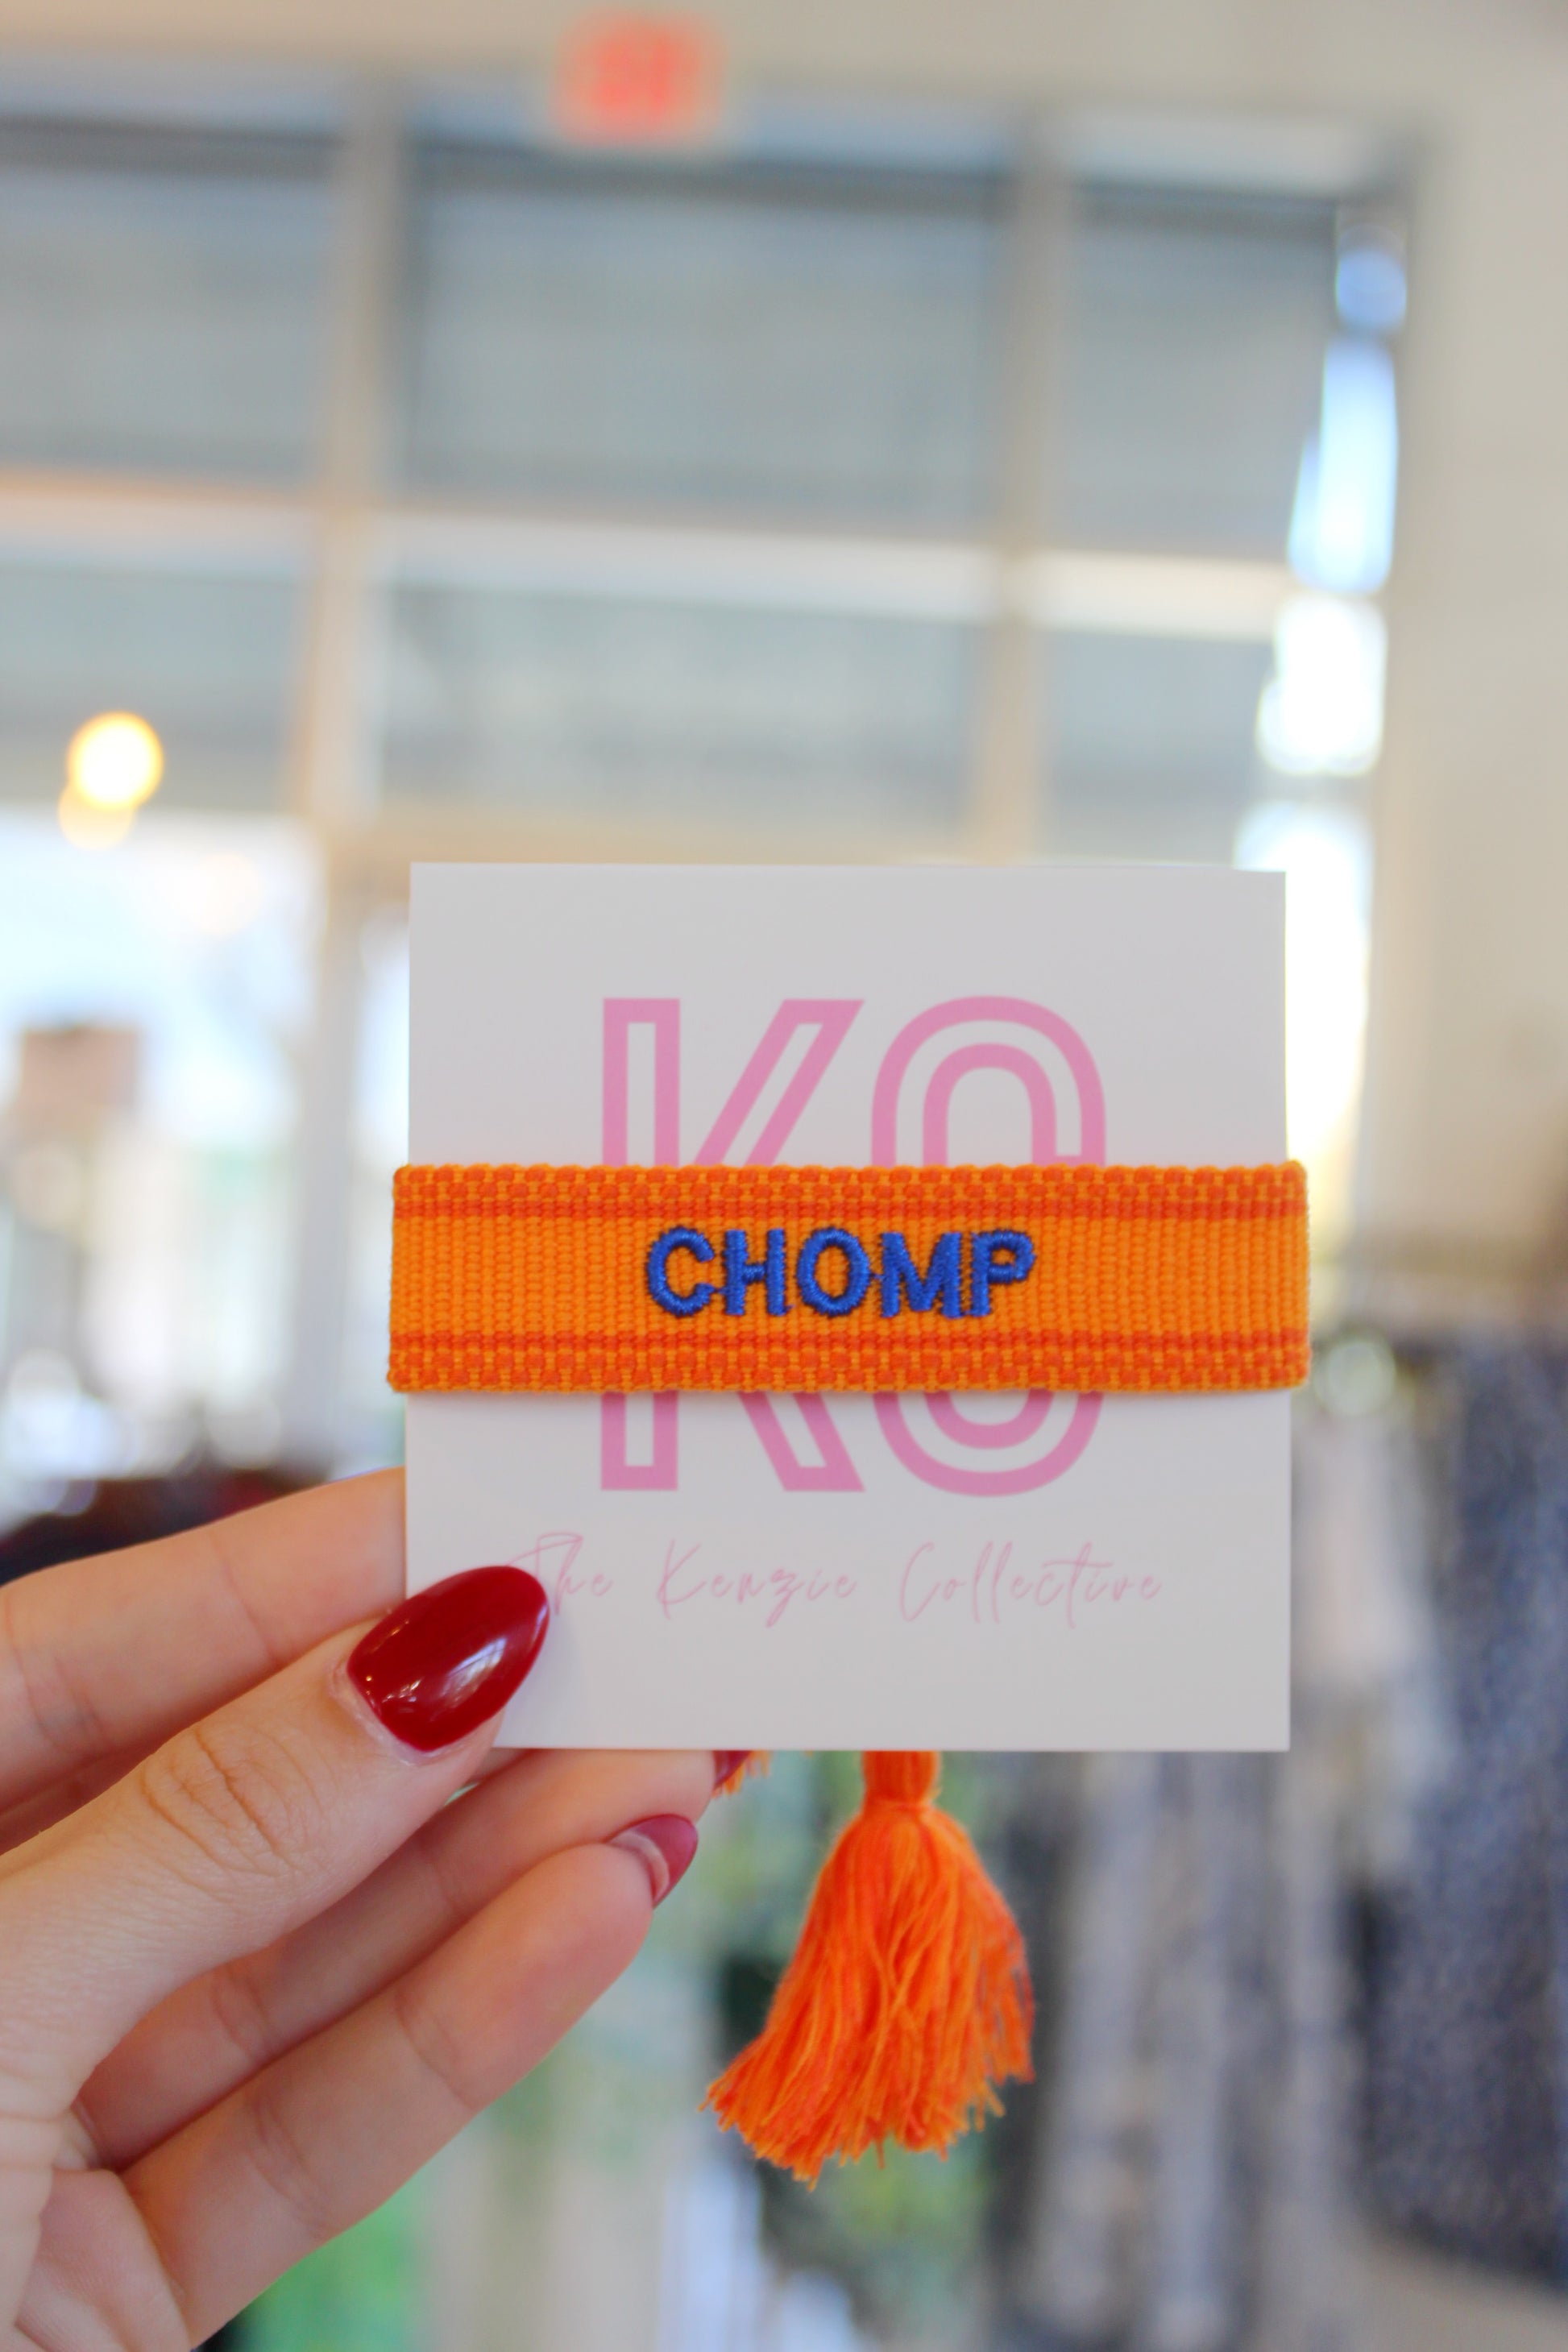 KC
CHOMP
The Kenzie Collective